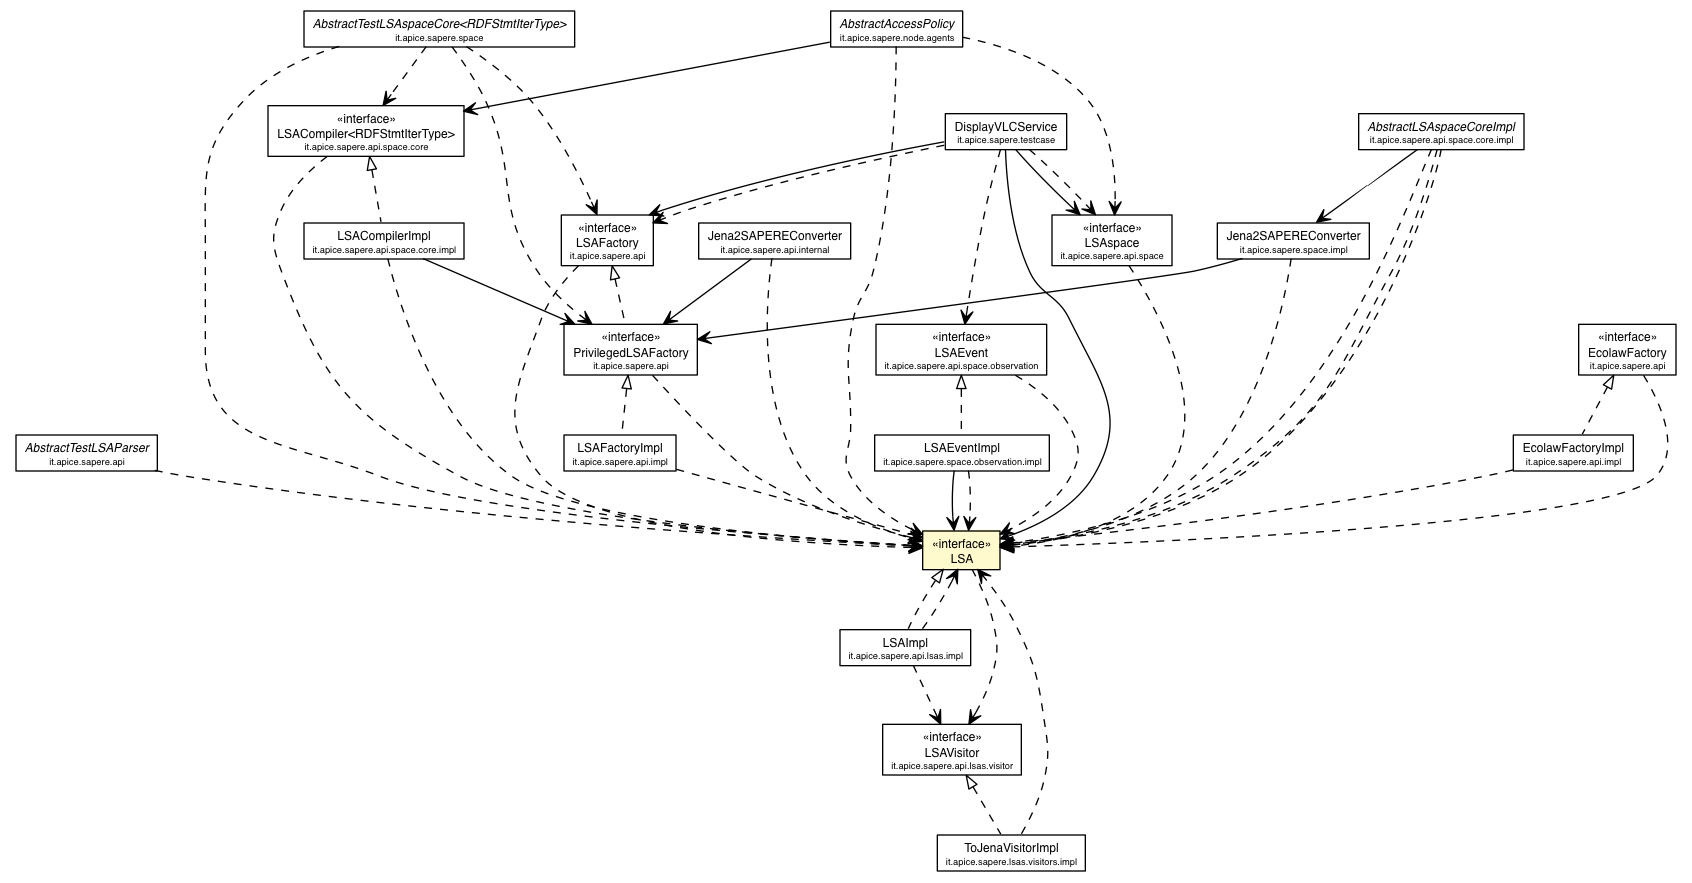 AbstractTestLSAspaceCore<RDFStmtIterType>
it.apice.sapere.space
AbstractAccessPolicy
it.apice.sapere.node.agents
«interface»
LSACompiler<RDFStmtIterType>
it.apice.sapere.api.space.core
DisplayVLCService
it.apice.sapere.testcase
AbstractLSAspaceCoreImpl
it.apice.sapere.api.space.core.impl
LSACompilerImpl
it.apice.sapere.api.space.core.impl
«interface»
LSAFactory
it.apice.sapere.api
Jena2SAPEREConverter
it.apice.sapere.api.internal
«interface»
LSAspace
it.apice.sapere.api.space
Jena2SAPEREConverter
it.apice.sapere.space.impl
«interface»
PrivilegedLSAFactory
it.apice.sapere.api
«interface»
LSAEvent
it.apice.sapere.api.space.observation
«interface»
EcolawFactory
it.apice.sapere.api
AbstractTestLSAParser
it.apice.sapere.api
LSAFactoryImpl
it.apice.sapere.api.impl
LSAEventImpl
it.apice.sapere.space.observation.impl
EcolawFactoryImpl
it.apice.sapere.api.impl
«interface»
LSA
LSAImpl
it.apice.sapere.api.lsas.impl
«interface»
LSAVisitor
it.apice.sapere.api.lsas.visitor
ToJenaVisitorImpl
it.apice.sapere.lsas.visitors.impl